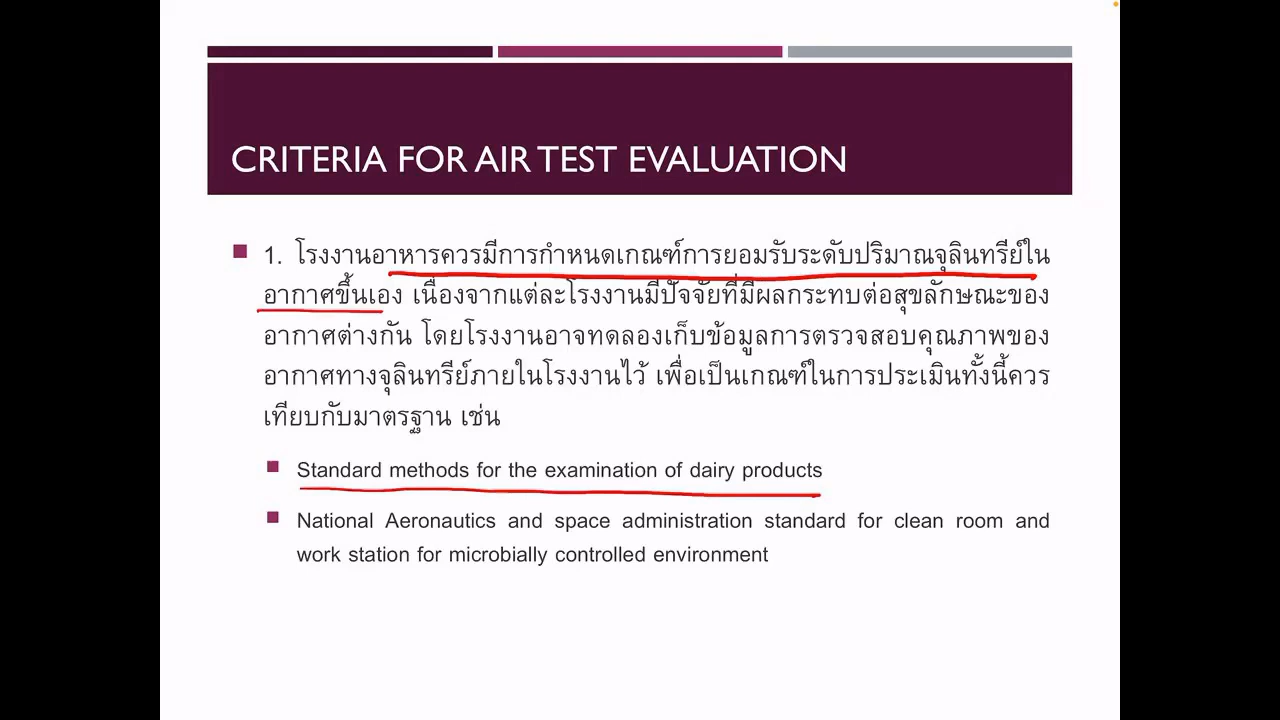 CRITERIA FOR AIR TEST EVALUATION
1. โรงงานอาหารควรมีการกำหนดเกณฑ์การยอมรับระดับปริมาณจุลินทรีย์ใน
อากาศขึ้นเอง เนื่องจากแต่ละโรงงานมีปัจจัยที่มีผลกระทบต่อสุขลักษณะของ
อากาศต่างกัน โดยโรงงานอาจทดลองเก็บข้อมูลการตรวจสอบคุณภาพของ
อากาศทางจุลินทรีย์ภายในโรงงานไว้ เพื่อเป็นเกณฑ์ในการประเมินทั้งนี้ควร
เทียบกับมาตรฐาน เช่น
Standard methods for the examination of dairy products
National Aeronautics and space administration standard for clean room and
work station for microbially controlled environment